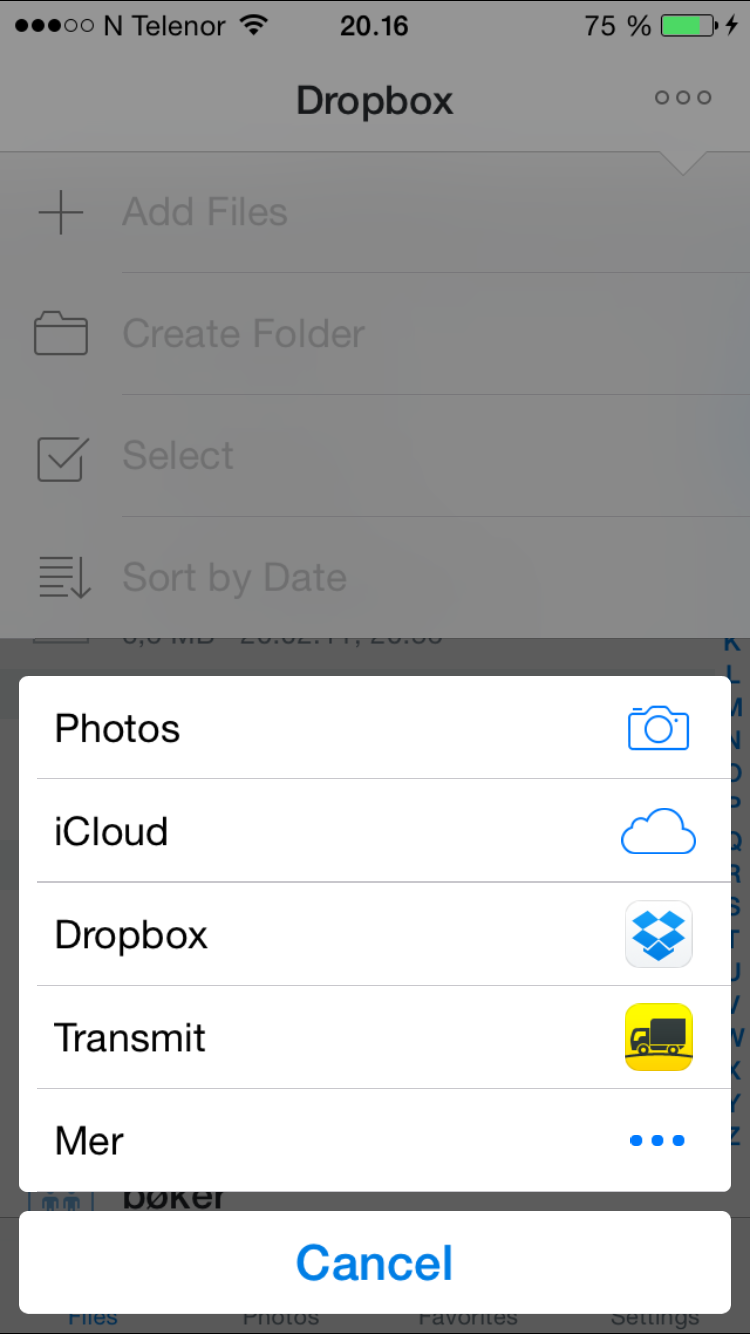 N Telenor 20.16 75 %
Dropbox
Add Files
Create Folder
Select
Sort by Date
K
L
M
N
O
P
Q
R
S
T
U
V
W
X
Y
Z
Photos
iCloud
Dropbox
Transmit
Mer
bøker
Cancel
Files Photos Favorites Settings